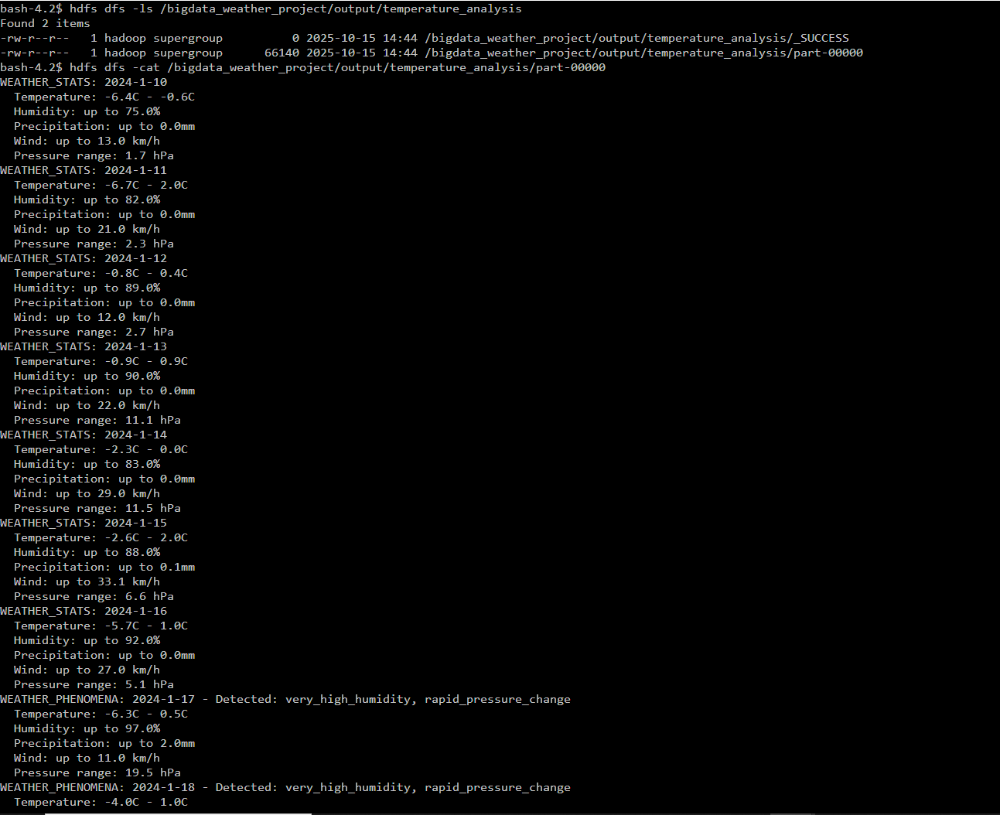 bash-4.2$ hdfs dfs -ls /bigdata_weather_project/output/temperature_analysis
Found 2 items
-rw-r--r--   1 hadoop supergroup          0 2025-10-15 14:44 /bigdata_weather_project/output/temperature_analysis/_SUCCESS
-rw-r--r--   1 hadoop supergroup      66140 2025-10-15 14:44 /bigdata_weather_project/output/temperature_analysis/part-00000
bash-4.2$ hdfs dfs -cat /bigdata_weather_project/output/temperature_analysis/part-00000
WEATHER_STATS: 2024-1-10
  Temperature: -6.4C - -0.6C
  Humidity: up to 75.0%
  Precipitation: up to 0.0mm
  Wind: up to 13.0 km/h
  Pressure range: 1.7 hPa
WEATHER_STATS: 2024-1-11
  Temperature: -6.7C - 2.0C
  Humidity: up to 82.0%
  Precipitation: up to 0.0mm
  Wind: up to 21.0 km/h
  Pressure range: 2.3 hPa
WEATHER_STATS: 2024-1-12
  Temperature: -0.8C - 0.4C
  Humidity: up to 89.0%
  Precipitation: up to 0.0mm
  Wind: up to 12.0 km/h
  Pressure range: 2.7 hPa
WEATHER_STATS: 2024-1-13
  Temperature: -0.9C - 0.9C
  Humidity: up to 90.0%
  Precipitation: up to 0.0mm
  Wind: up to 22.0 km/h
  Pressure range: 11.1 hPa
WEATHER_STATS: 2024-1-14
  Temperature: -2.3C - 0.0C
  Humidity: up to 83.0%
  Precipitation: up to 0.0mm
  Wind: up to 29.0 km/h
  Pressure range: 11.5 hPa
WEATHER_STATS: 2024-1-15
  Temperature: -2.6C - 2.0C
  Humidity: up to 88.0%
  Precipitation: up to 0.1mm
  Wind: up to 33.1 km/h
  Pressure range: 6.6 hPa
WEATHER_STATS: 2024-1-16
  Temperature: -5.7C - 1.0C
  Humidity: up to 92.0%
  Precipitation: up to 0.0mm
  Wind: up to 27.0 km/h
  Pressure range: 5.1 hPa
WEATHER_PHENOMENA: 2024-1-17 - Detected: very_high_humidity, rapid_pressure_change
  Temperature: -6.3C - 0.5C
  Humidity: up to 97.0%
  Precipitation: up to 2.0mm
  Wind: up to 11.0 km/h
  Pressure range: 19.5 hPa
WEATHER_PHENOMENA: 2024-1-18 - Detected: very_high_humidity, rapid_pressure_change
  Temperature: -4.0C - 1.0C